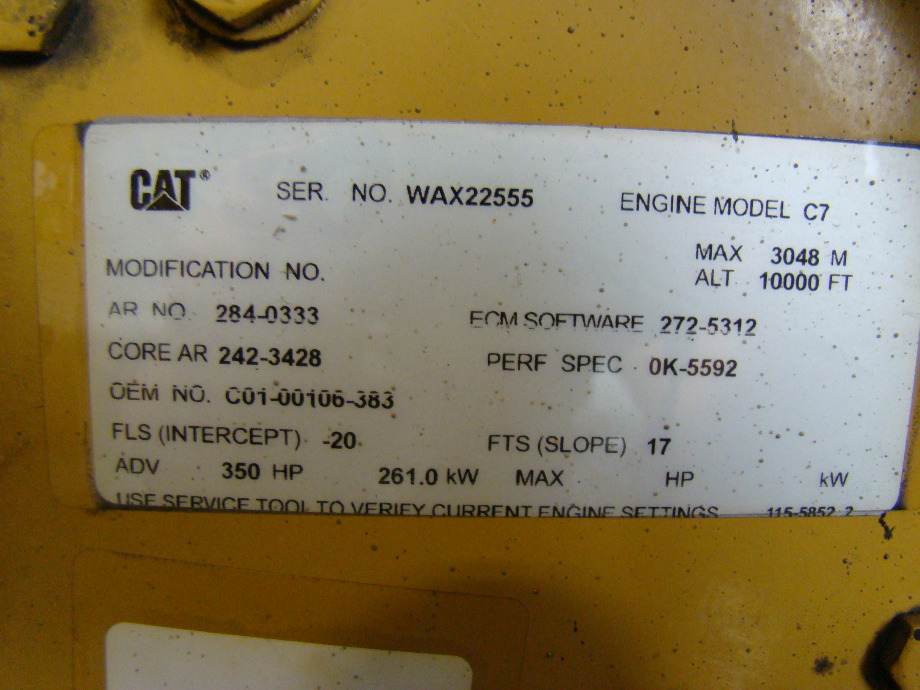 CAT® SER. NO. WAX22555 ENGINE MODEL C7
MAX 3048 M
MODIFICATION NO. ALT 10000 FT
AR NO. 284-0333 ECM SOFTWARE 272-5312
CORE AR 242-3428 PERF SPEC 0K-5592
OEM NO. C01-00106-383
FLS (INTERCEPT) -20 FTS (SLOPE) 17
ADV 350 HP 261.0 kW MAX HP kW
USE SERVICE TOOL TO VERIFY CURRENT ENGINE SETTINGS 115-5852 2